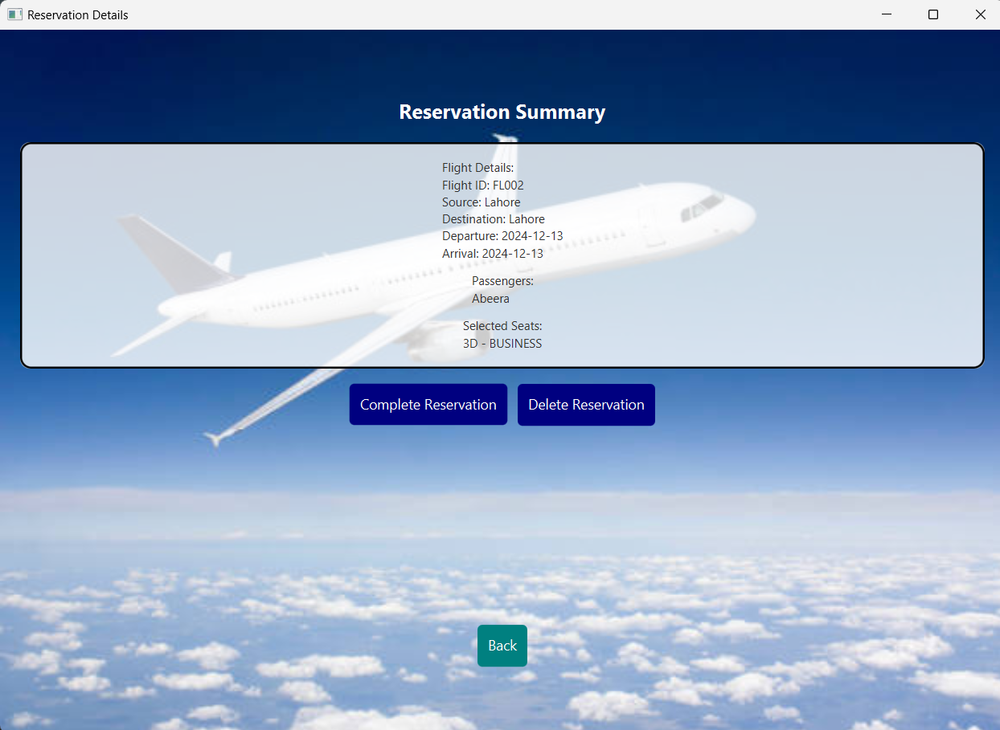 Reservation Details
Reservation Summary
Flight Details:
Flight ID: FL002
Source: Lahore
Destination: Lahore
Departure: 2024-12-13
Arrival: 2024-12-13
Passengers:
Abeera
Selected Seats:
3D - BUSINESS
Complete Reservation
Delete Reservation
Back